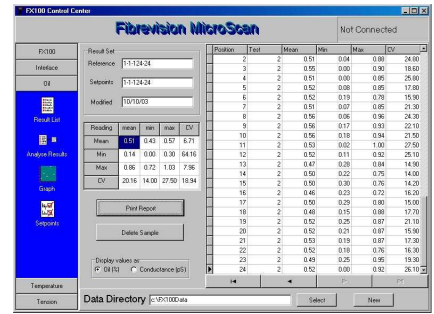 FX100 Control Center
Fibrevision MicroScan
Not Connected
FX100
Interface
Oil
Result List
Analyse Results
Graph
Setpoints
Temperature
Tension
Result Set
Reference 1-1-124-24
Setpoints 1-1-124-24
Modified 10/10/03
Reading mean min max CV
Mean 0.51 0.43 0.57 6.71
Min 0.14 0.00 0.30 64.16
Max 0.86 0.72 1.03 7.96
CV 20.16 14.00 27.50 18.94
Print Report
Delete Sample
Display values as
Oil (%) Conductance (pS)
Position Test Mean Min Max CV
2 2 0.51 0.04 0.88 24.80
3 2 0.55 0.00 0.90 18.60
4 2 0.51 0.00 0.85 25.80
5 2 0.52 0.08 0.85 17.80
6 2 0.52 0.19 0.78 15.90
7 2 0.51 0.07 0.85 21.30
8 2 0.56 0.06 0.96 24.30
9 2 0.56 0.17 0.93 22.10
10 2 0.56 0.18 0.94 21.50
11 2 0.53 0.02 1.00 27.50
12 2 0.52 0.11 0.92 25.10
13 2 0.47 0.28 0.84 14.90
14 2 0.50 0.22 0.75 14.00
15 2 0.50 0.30 0.76 14.20
16 2 0.46 0.23 0.72 16.20
17 2 0.50 0.29 0.80 15.00
18 2 0.48 0.15 0.88 17.70
19 2 0.52 0.25 0.87 21.10
20 2 0.52 0.21 0.87 15.90
21 2 0.53 0.19 0.87 17.30
22 2 0.52 0.18 0.76 16.30
23 2 0.49 0.25 0.95 19.30
24 2 0.52 0.00 0.92 26.10
Data Directory c:\FX100Data Select New